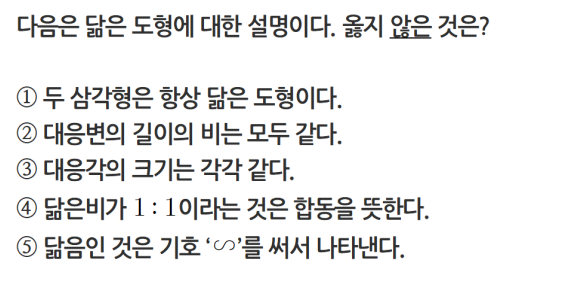 다음은 닮은 도형에 대한 설명이다. 옳지 않은 것은?
① 두 삼각형은 항상 닮은 도형이다.
② 대응변의 길이의 비는 모두 같다.
③ 대응각의 크기는 각각 같다.
④ 닮은비가 1 : 1이라는 것은 합동을 뜻한다.
⑤ 닮음인 것은 기호 ‘∽’를 써서 나타낸다.